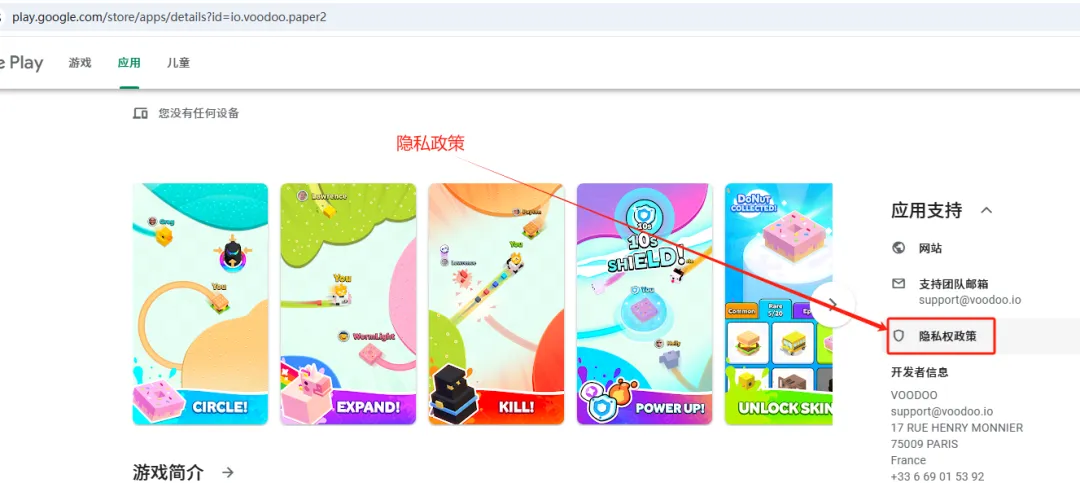 play.google.com/store/apps/details?id=io.voodoo.paper2
e Play
游戏
应用
儿童
您没有任何设备
隐私政策
Greg
You
CIRCLE!
Lawrence
You
WormLight
EXPAND!
You
Lawrence
KILL!
10s
10s
SHIELD!
You
POWER UP!
DONUT
COLLECTED!
Common
Rare
5/20
Ep
UNLOCK SKIN
应用支持
网站
支持团队邮箱
support@voodoo.io
隐私权政策
开发者信息
VOODOO
support@voodoo.io
17 RUE HENRY MONNIER
75009 PARIS
France
+33 6 69 01 53 92
游戏简介